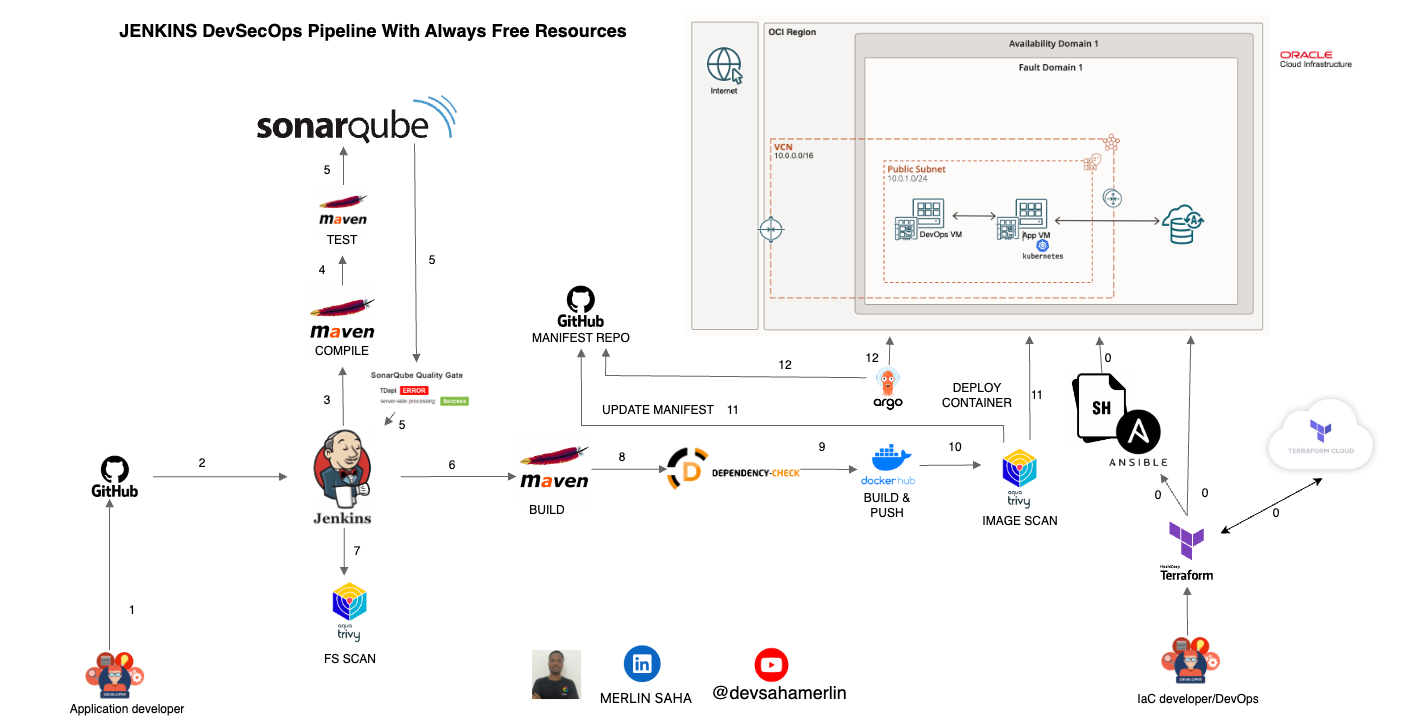 JENKINS DevSecOps Pipeline With Always Free Resources
OCI Region
Availability Domain 1
Fault Domain 1
ORACLE
Cloud Infrastructure
Internet
VCN
10.0.0.0/16
Public Subnet
10.0.1.0/24
DevOps VM
App VM
kubernetes
A
sonarqube
5
maven
TEST
4
5
maven
COMPILE
3
SonarQube Quality Gate
TDapi ERROR
server-side processing Success
5
GitHub
MANIFEST REPO
12
12
argo
UPDATE MANIFEST 11
DEPLOY
CONTAINER
11
0
SH
A
ANSIBLE
TERRAFORM CLOUD
GitHub
2
Jenkins
6
maven
BUILD
8
D
DEPENDENCY-CHECK
9
dockerhub
BUILD &
PUSH
10
aqua
trivy
IMAGE SCAN
0
0
0
HashiCorp
Terraform
7
aqua
trivy
FS SCAN
1
DEVELOPER
Application developer
in
MERLIN SAHA
@devsahamerlin
DEVELOPER
IaC developer/DevOps